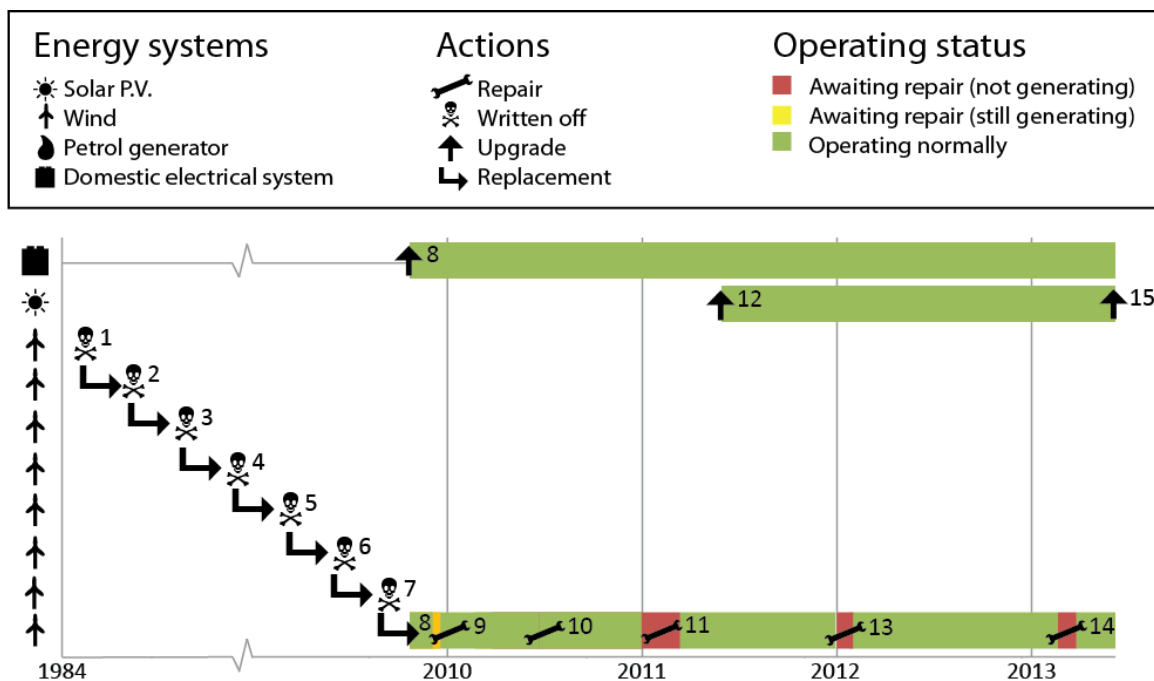 Energy systems
Solar P.V.
Wind
Petrol generator
Domestic electrical system
Actions
Repair
Written off
Upgrade
Replacement
Operating status
Awaiting repair (not generating)
Awaiting repair (still generating)
Operating normally
8
12
15
1
2
3
4
5
6
7
8
9
10
11
13
14
1984
2010
2011
2012
2013